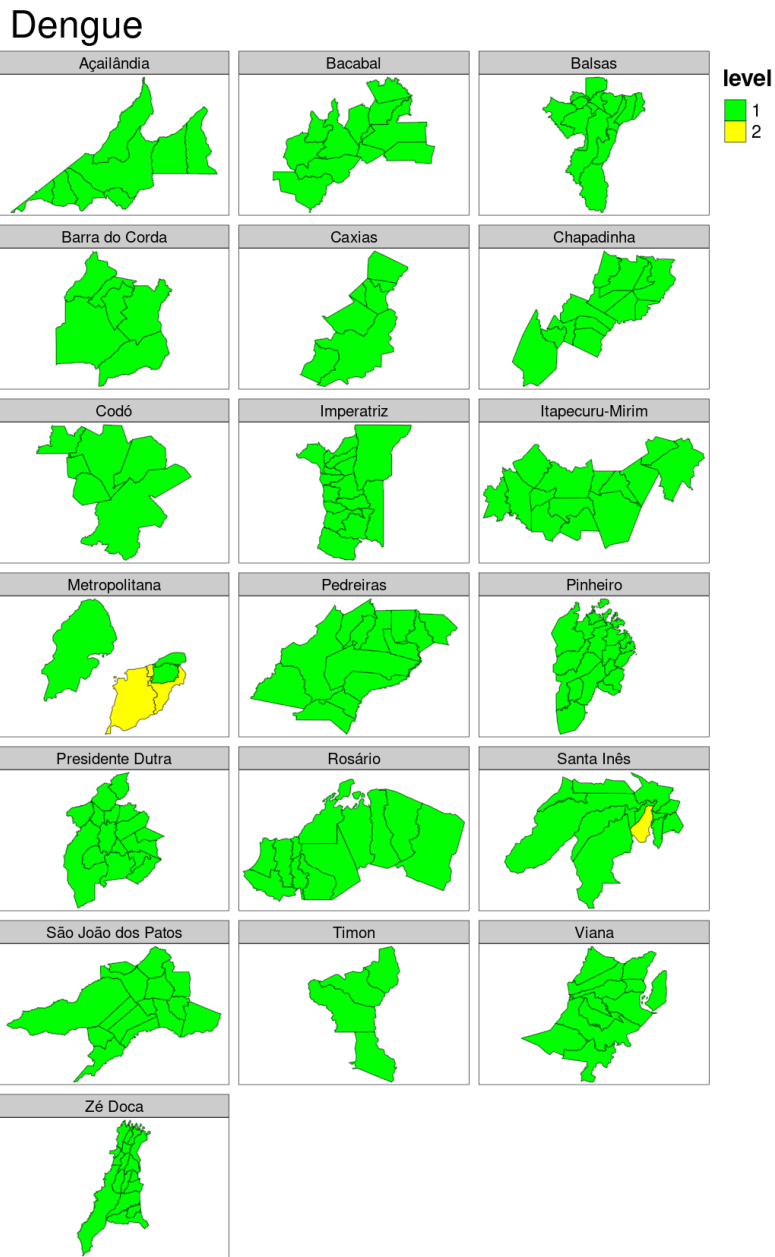 Dengue
Açailândia
Bacabal
Balsas
level
1
2
Barra do Corda
Caxias
Chapadinha
Codó
Imperatriz
Itapecuru-Mirim
Metropolitana
Pedreiras
Pinheiro
Presidente Dutra
Rosário
Santa Inês
São João dos Patos
Timon
Viana
Zé Doca